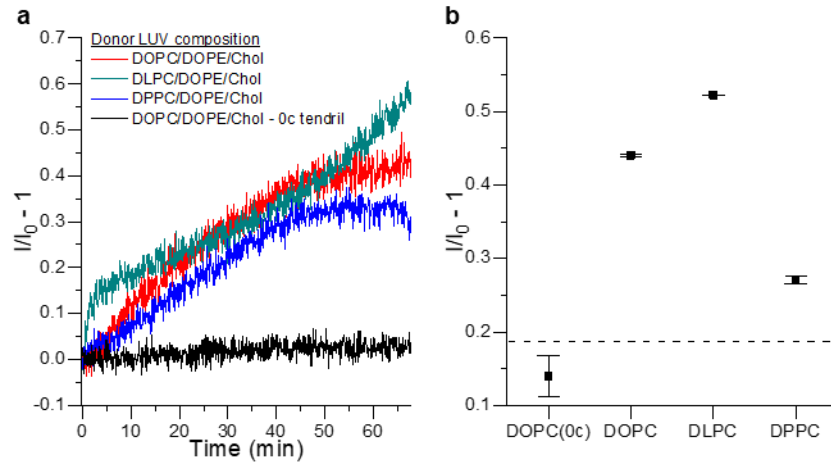 a
Donor LUV composition
DOPC/DOPE/Chol
DLPC/DOPE/Chol
DPPC/DOPE/Chol
DOPC/DOPE/Chol - 0c tendril
0.7
0.6
0.5
0.4
0.3
0.2
0.1
0.0
-0.1
I/I0 - 1
0 10 20 30 40 50 60
Time (min)
b
0.6
0.5
0.4
0.3
0.2
0.1
I/I0 - 1
DOPC(0c) DOPC DLPC DPPC